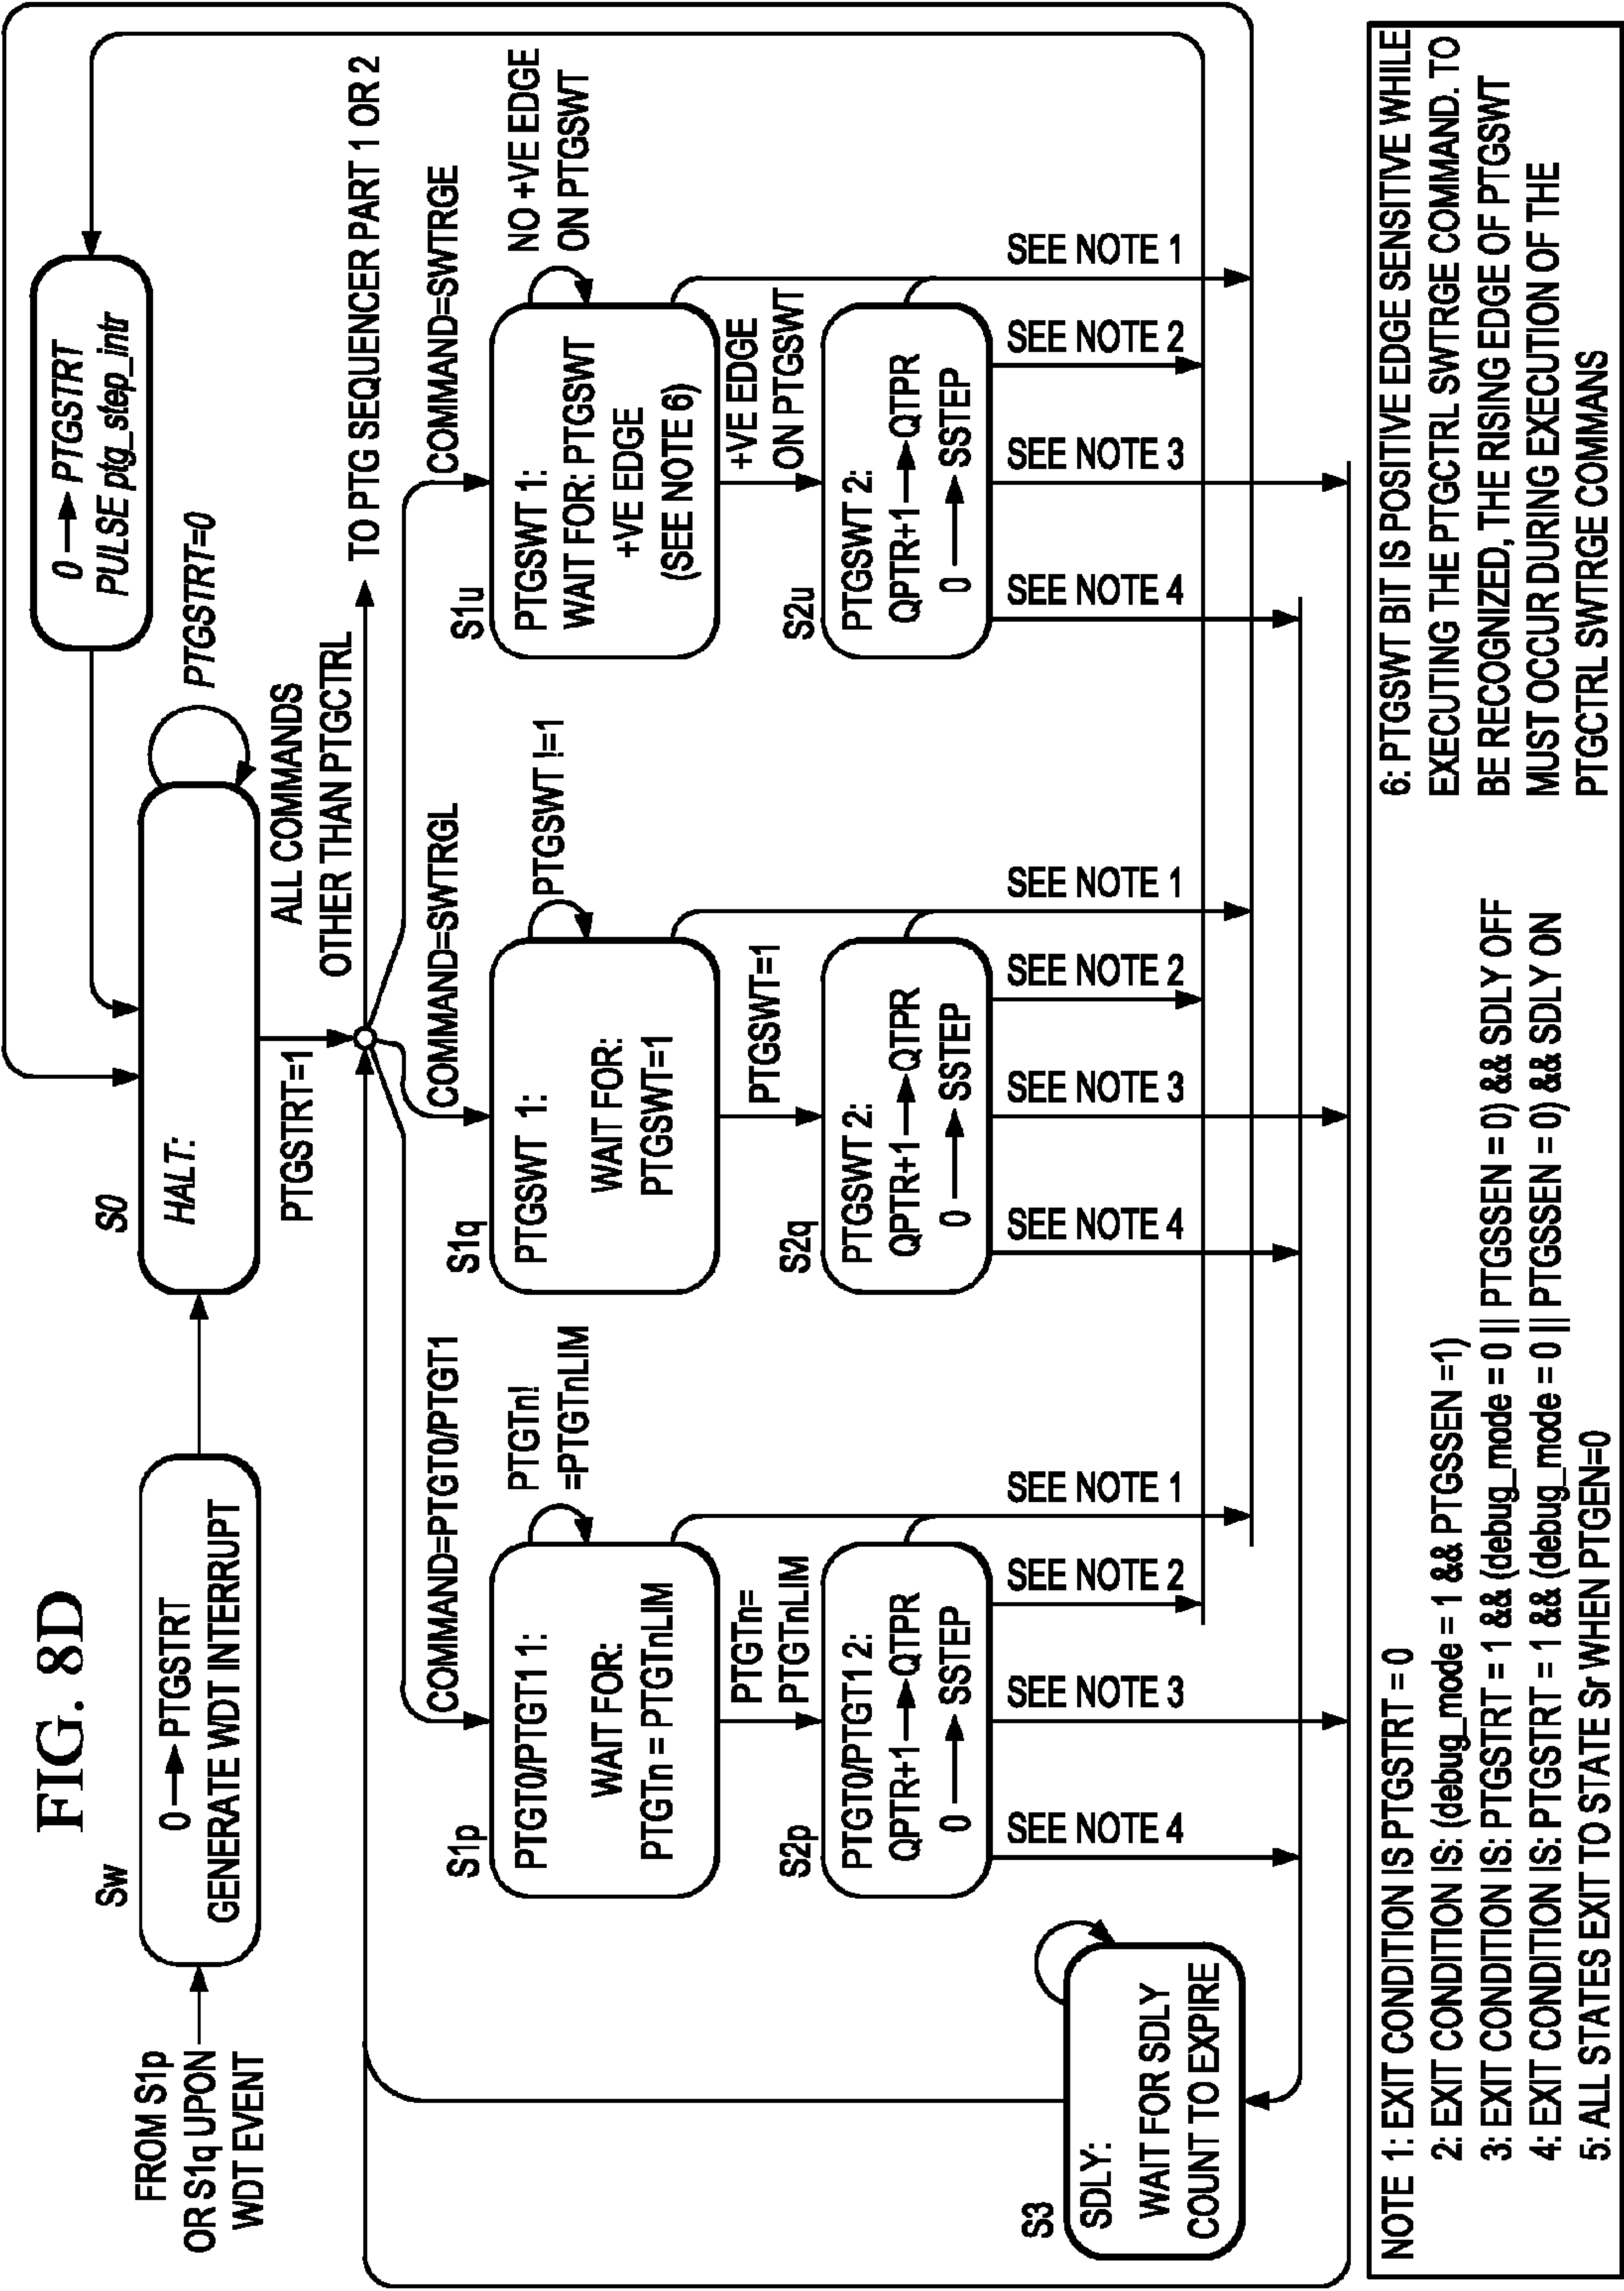 FIG. 8D
FROM S1p
OR S1q UPON
WDT EVENT
Sw
0 → PTGSTRT
GENERATE WDT INTERRUPT
S0
HALT:
PTGSTRT=0
0 → PTGSTRT
PULSE ptg_step_intr
PTGSTRT=1
ALL COMMANDS
OTHER THAN PTGCTRL
TO PTG SEQUENCER PART 1 OR 2
COMMAND=PTGT0/PTGT1
COMMAND=SWTRGL
COMMAND=SWTRGE
S1p
PTGT0/PTGT1 1:
WAIT FOR:
PTGTn = PTGTnLIM
PTGTn!
=PTGTnLIM
S1q
PTGSWT 1:
WAIT FOR:
PTGSWT=1
PTGSWT !=1
S1u
PTGSWT 1:
WAIT FOR: PTGSWT
+VE EDGE
(SEE NOTE 6)
NO +VE EDGE
ON PTGSWT
PTGTn=
PTGTnLIM
PTGSWT=1
+VE EDGE
ON PTGSWT
S2p
PTGT0/PTGT1 2:
QPTR+1 → QTPR
0 → SSTEP
S2q
PTGSWT 2:
QPTR+1 → QTPR
0 → SSTEP
S2u
PTGSWT 2:
QPTR+1 → QTPR
0 → SSTEP
S3
SDLY:
WAIT FOR SDLY
COUNT TO EXPIRE
SEE NOTE 4
SEE NOTE 3
SEE NOTE 2
SEE NOTE 1
SEE NOTE 4
SEE NOTE 3
SEE NOTE 2
SEE NOTE 1
SEE NOTE 4
SEE NOTE 3
SEE NOTE 2
SEE NOTE 1
NOTE 1: EXIT CONDITION IS PTGSTRT = 0
2: EXIT CONDITION IS: (debug_mode = 1 && PTGSSEN =1)
3: EXIT CONDITION IS: PTGSTRT = 1 && (debug_mode = 0 || PTGSSEN = 0) && SDLY OFF
4: EXIT CONDITION IS: PTGSTRT = 1 && (debug_mode = 0 || PTGSSEN = 0) && SDLY ON
5: ALL STATES EXIT TO STATE Sr WHEN PTGEN=0
6: PTGSWT BIT IS POSITIVE EDGE SENSITIVE WHILE
EXECUTING THE PTGCTRL SWTRGE COMMAND. TO
BE RECOGNIZED, THE RISING EDGE OF PTGSWT
MUST OCCUR DURING EXECUTION OF THE
PTGCTRL SWTRGE COMMANS